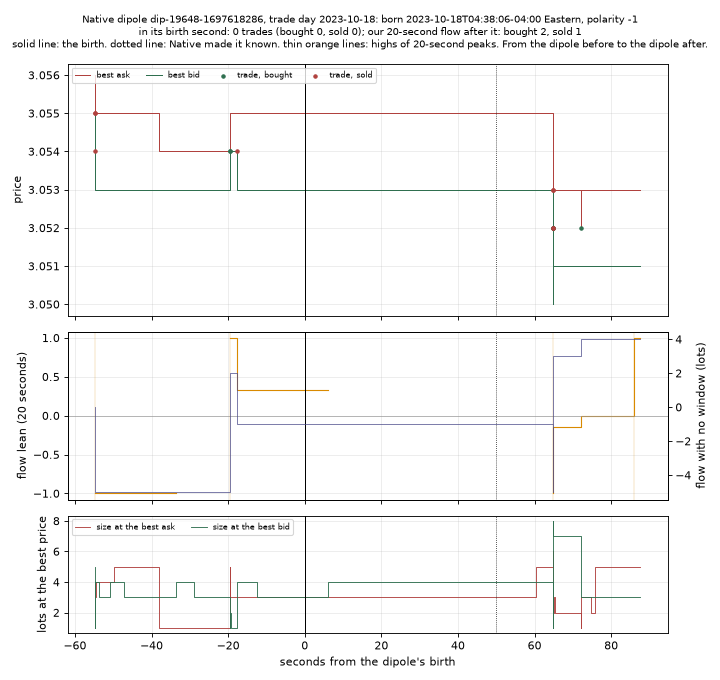 Native dipole dip-19648-1697618286, trade day 2023-10-18: born 2023-10-18T04:38:06-04:00 Eastern, polarity -1
in its birth second: 0 trades (bought 0, sold 0); our 20-second flow after it: bought 2, sold 1
solid line: the birth. dotted line: Native made it known. thin orange lines: highs of 20-second peaks. From the dipole before to the dipole after.
best ask
best bid
trade, bought
trade, sold
3.056
3.055
3.054
3.053
3.052
3.051
3.050
price
1.0
0.5
0.0
−0.5
−1.0
flow lean (20 seconds)
4
2
0
−2
−4
flow with no window (lots)
size at the best ask
size at the best bid
8
6
4
2
lots at the best price
−60
−40
−20
0
20
40
60
80
seconds from the dipole's birth